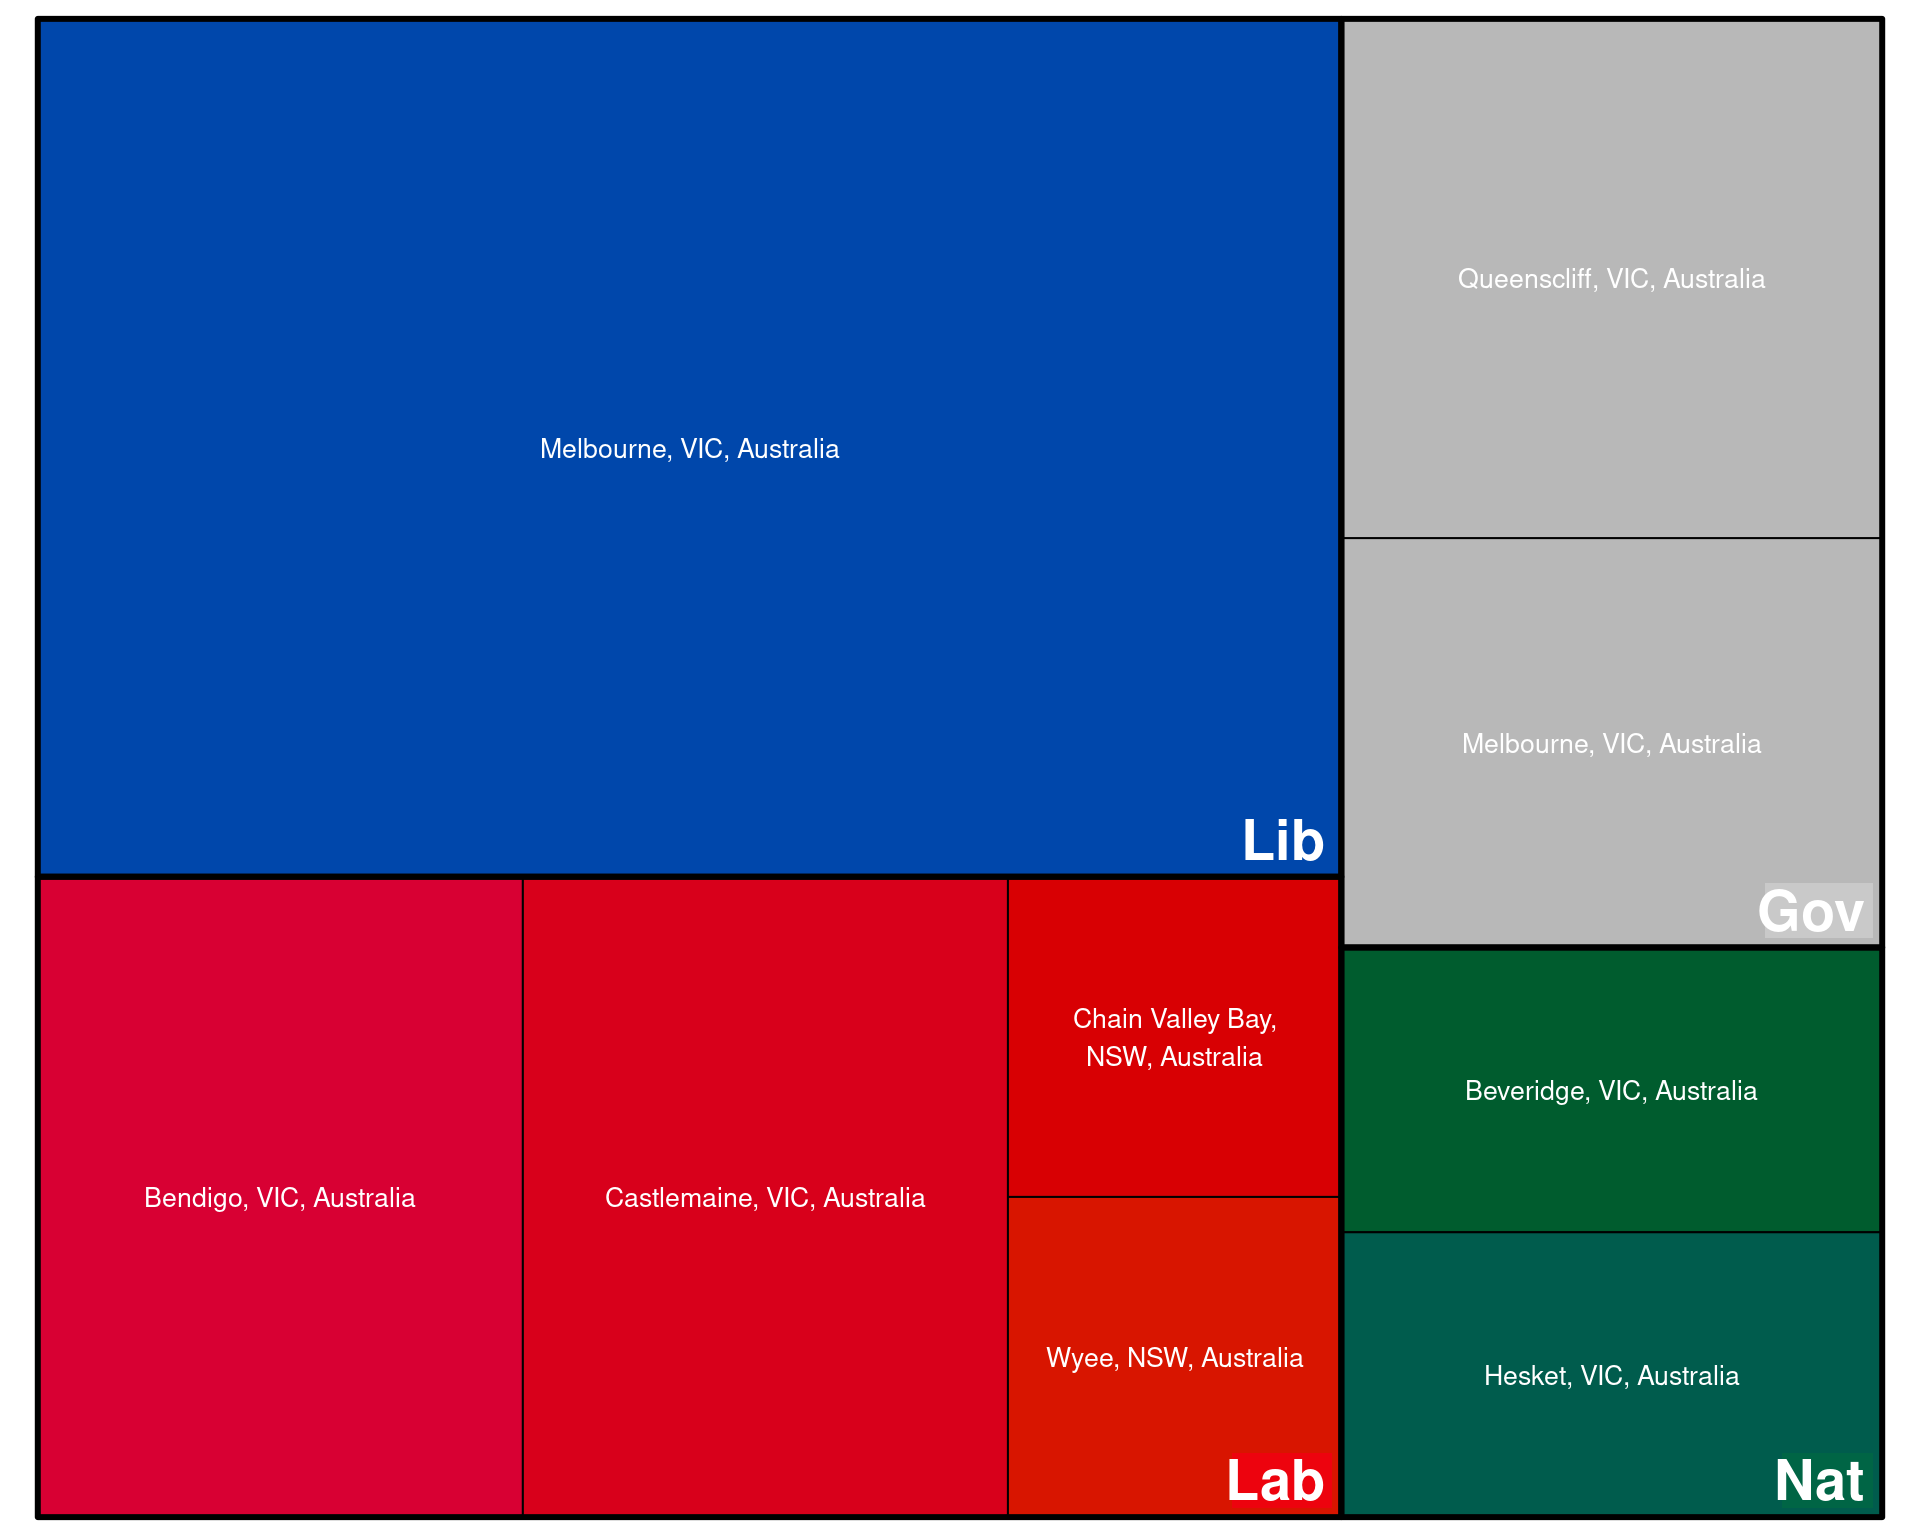 Melbourne, VIC, Australia
Lib
Queenscliff, VIC, Australia
Melbourne, VIC, Australia
Gov
Bendigo, VIC, Australia
Castlemaine, VIC, Australia
Chain Valley Bay,
NSW, Australia
Wyee, NSW, Australia
Lab
Beveridge, VIC, Australia
Hesket, VIC, Australia
Nat